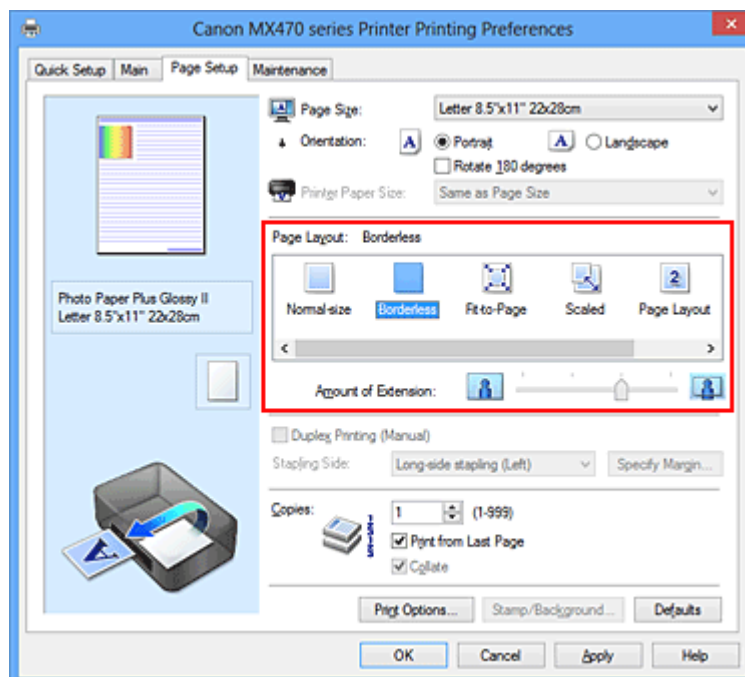 Canon MX470 series Printer Printing Preferences
Quick Setup Main Page Setup Maintenance
Page Size: Letter 8.5"x11" 22x28cm
Orientation: A Portrait A Landscape
Rotate 180 degrees
Printer Paper Size: Same as Page Size
Page Layout: Borderless
Normal-size Borderless Fit-to-Page Scaled Page Layout
Amount of Extension:
Photo Paper Plus Glossy II
Letter 8.5"x11" 22x28cm
Duplex Printing (Manual)
Stapling Side: Long-side stapling (Left) Specify Margin...
Copies: 1 (1-999)
Print from Last Page
Collate
Print Options... Stamp/Background... Defaults
OK Cancel Apply Help